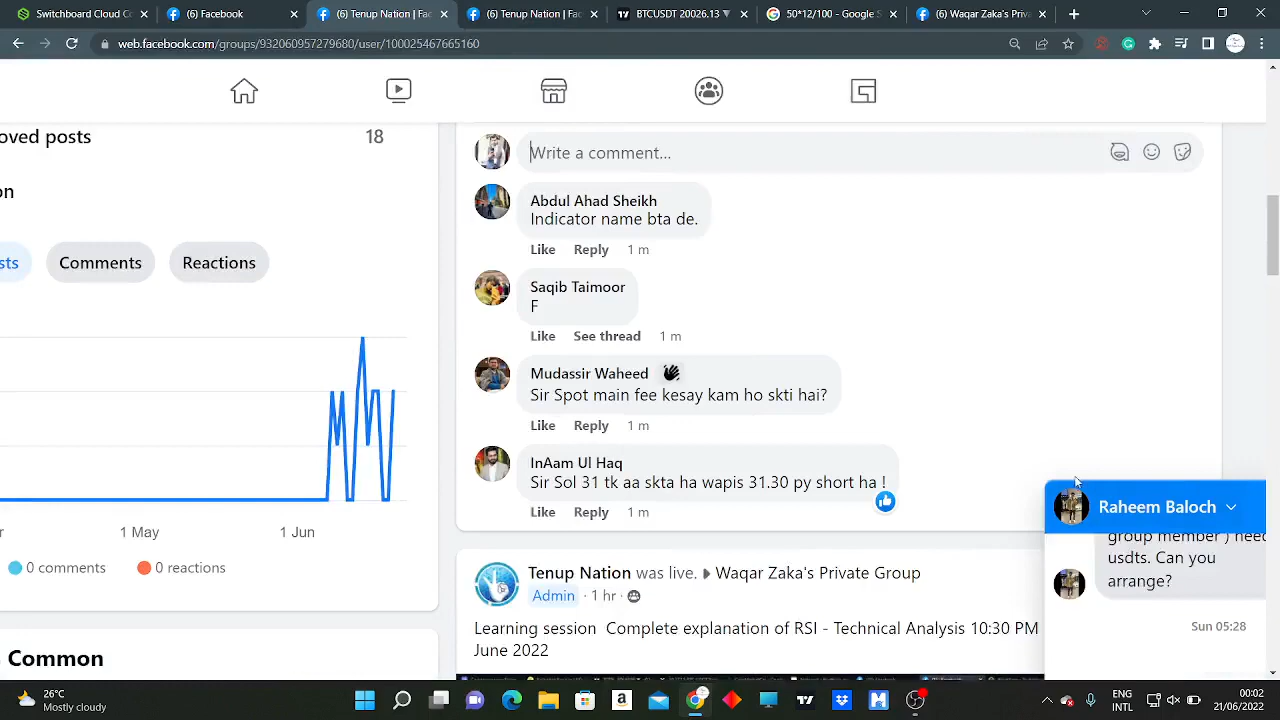 Switchboard Cloud Co
(6) Facebook
(6) Tenup Nation | Fac
(6) Tenup Nation | Fac
BTCUSDT 20026.13 ▼
50*12/100 - Google S
(6) Waqar Zaka's Priva
web.facebook.com/groups/932060957279680/user/100025467665160
oved posts
18
on
sts
Comments
Reactions
r
1 May
1 Jun
0 comments
0 reactions
Common
Write a comment...
Abdul Ahad Sheikh
Indicator name bta de.
Like Reply 1 m
Saqib Taimoor
F
Like See thread 1 m
Mudassir Waheed
Sir Spot main fee kesay kam ho skti hai?
Like Reply 1 m
InAam Ul Haq
Sir Sol 31 tk aa skta ha wapis 31.30 py short ha !
Like Reply 1 m
Tenup Nation was live. Waqar Zaka's Private Group
Admin · 1 hr ·
Learning session Complete explanation of RSI - Technical Analysis 10:30 PM
June 2022
Raheem Baloch
group member ) need
usdts. Can you
arrange?
Sun 05:28
26°C
Mostly cloudy
ENG
INTL
00:02
21/06/2022